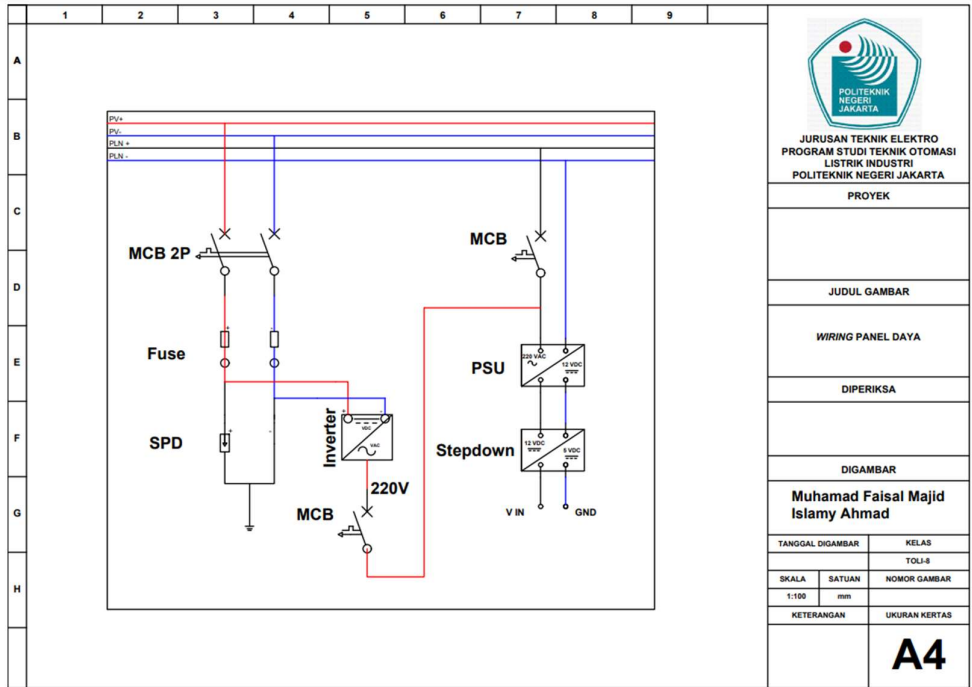 1 2 3 4 5 6 7 8 9
A
B
C
D
E
F
G
H
PV+
PV-
PLN +
PLN -
MCB 2P
MCB
+ -
Fuse
PSU
220 VAC
12 VDC
+ -
VDC
VAC
Inverter
SPD
+ -
Stepdown
12 VDC
5 VDC
220V
MCB
V IN
GND
POLITEKNIK
NEGERI
JAKARTA
JURUSAN TEKNIK ELEKTRO
PROGRAM STUDI TEKNIK OTOMASI
LISTRIK INDUSTRI
POLITEKNIK NEGERI JAKARTA
PROYEK
JUDUL GAMBAR
WIRING PANEL DAYA
DIPERIKSA
DIGAMBAR
Muhamad Faisal Majid
Islamy Ahmad
TANGGAL DIGAMBAR KELAS
TOLI-8
SKALA SATUAN NOMOR GAMBAR
1:100 mm
KETERANGAN UKURAN KERTAS
A4